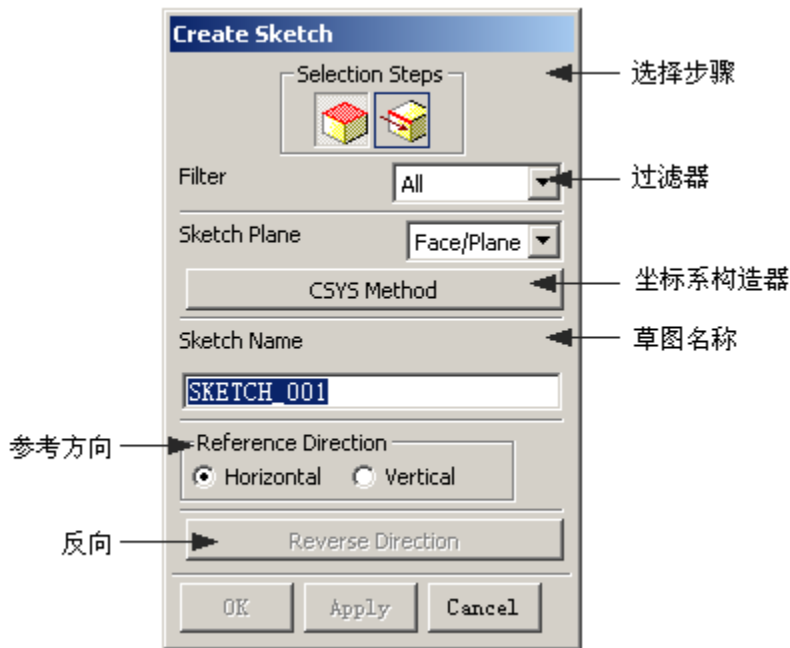 Create Sketch
Selection Steps
选择步骤
Filter
All
过滤器
Sketch Plane
Face/Plane
CSYS Method
坐标系构造器
Sketch Name
草图名称
SKETCH_001
参考方向
Reference Direction
Horizontal Vertical
反向
Reverse Direction
OK Apply Cancel